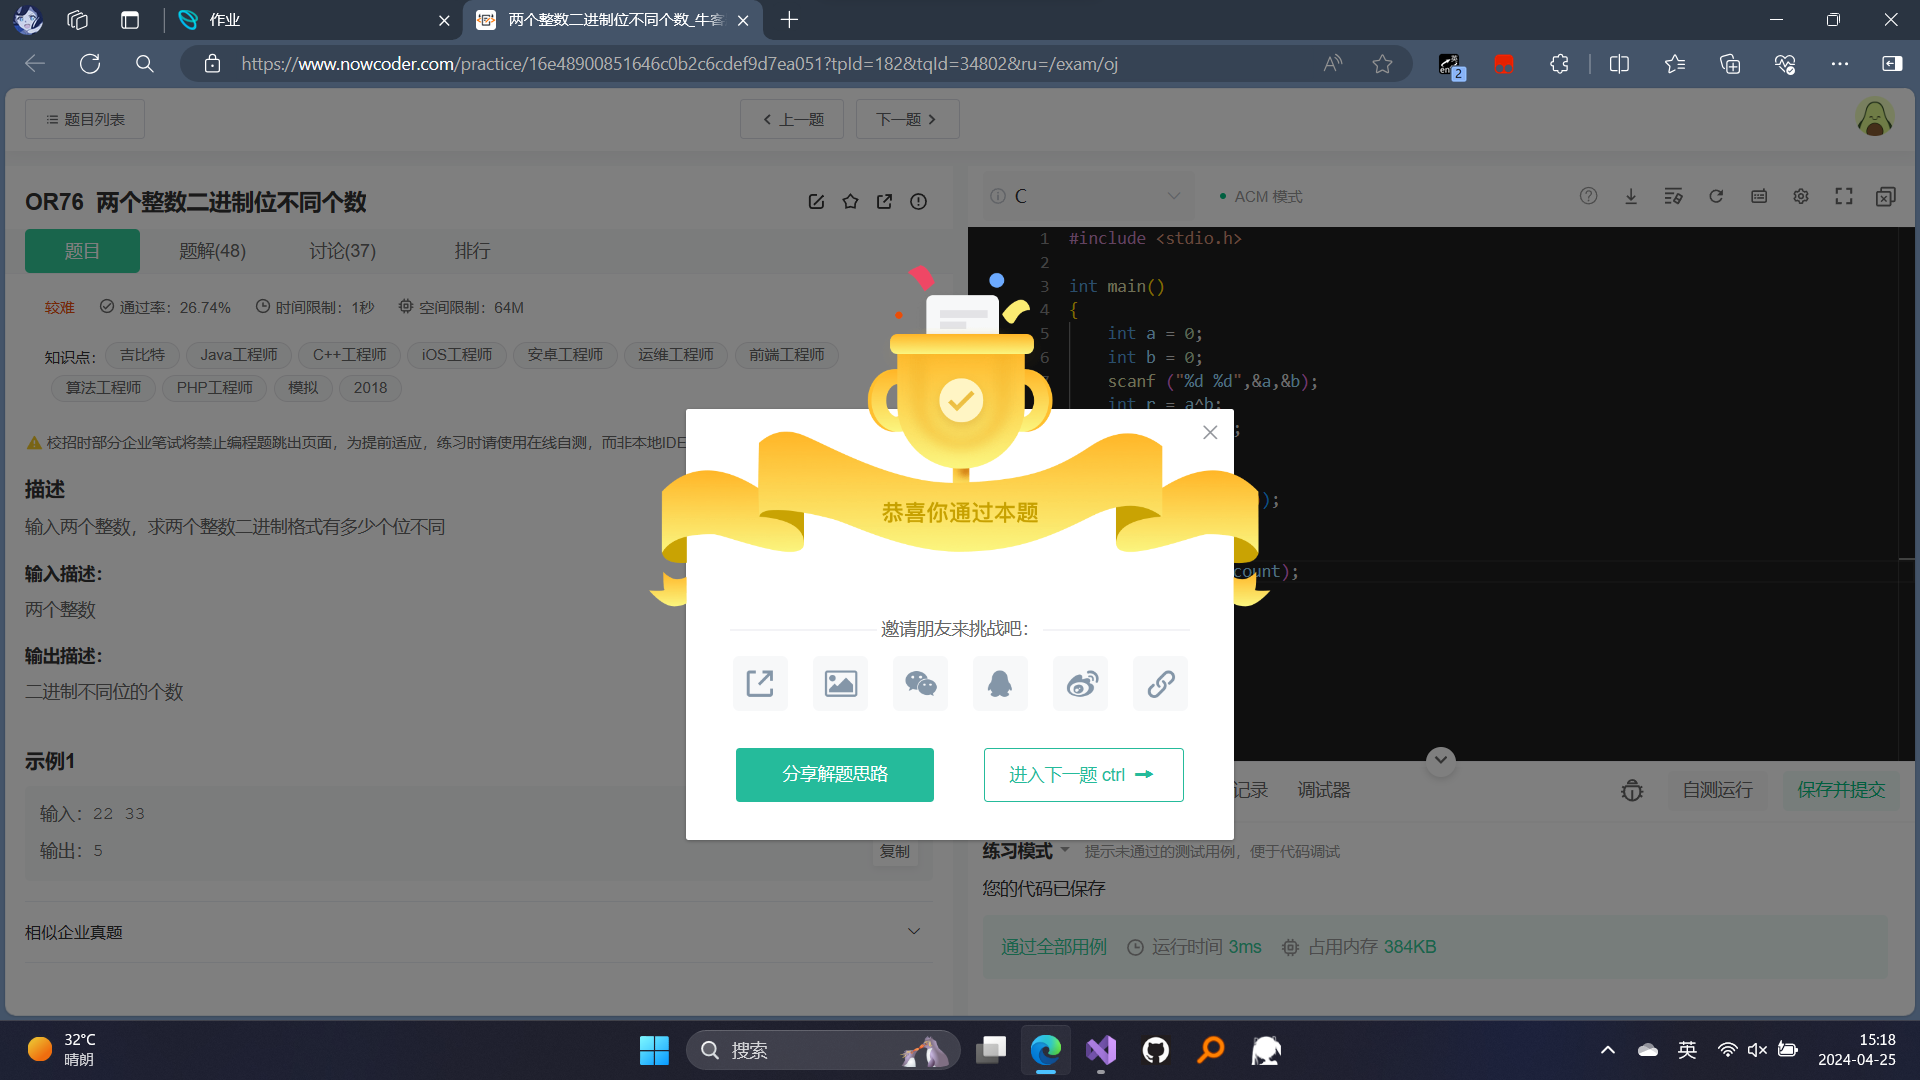 作业
两个整数二进制位不同个数_牛客
https://www.nowcoder.com/practice/16e48900851646c0b2c6cdef9d7ea051?tpId=182&tqId=34802&ru=/exam/oj
2
题目列表
上一题
下一题
OR76 两个整数二进制位不同个数
题目
题解(48)
讨论(37)
排行
较难
通过率：26.74%
时间限制：1秒
空间限制：64M
知识点：
吉比特
Java工程师
C++工程师
iOS工程师
安卓工程师
运维工程师
前端工程师
算法工程师
PHP工程师
模拟
2018
校招时部分企业笔试将禁止编程题跳出页面，为提前适应，练习时请使用在线自测，而非本地IDE
描述
输入两个整数，求两个整数二进制格式有多少个位不同
输入描述：
两个整数
输出描述：
二进制不同位的个数
示例1
输入：22 33
输出：5
复制
相似企业真题
C
ACM 模式
1 #include <stdio.h>
2
3 int main()
4 {
5 int a = 0;
6 int b = 0;
scanf ("%d %d",&a,&b);
int r = a^b;
;
);
count);
恭喜你通过本题
邀请朋友来挑战吧：
分享解题思路
进入下一题 ctrl
记录
调试器
自测运行
保存并提交
练习模式
提示未通过的测试用例，便于代码调试
您的代码已保存
通过全部用例
运行时间 3ms
占用内存 384KB
32°C
晴朗
搜索
英
15:18
2024-04-25